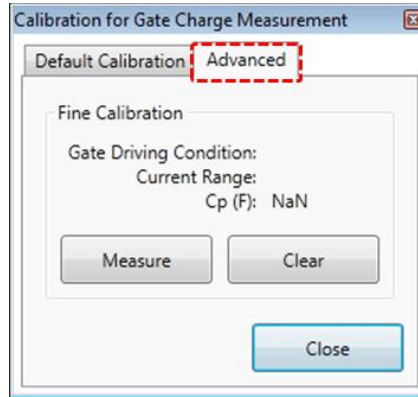 Calibration for Gate Charge Measurement
Default Calibration Advanced
Fine Calibration
Gate Driving Condition:
Current Range:
Cp (F): NaN
Measure Clear
Close